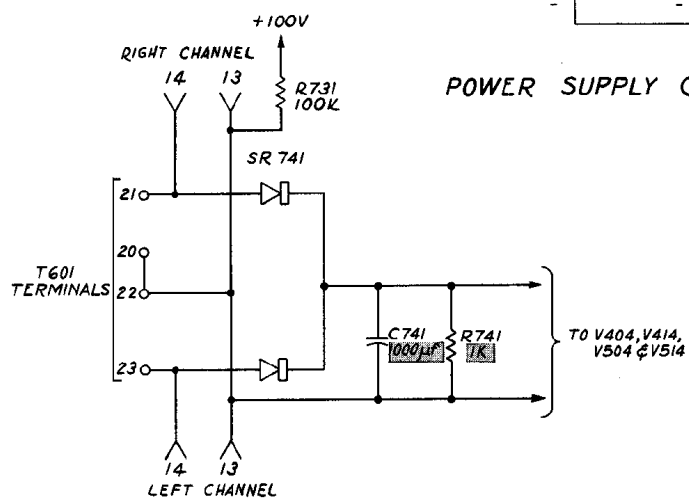 +100V
RIGHT CHANNEL
14 13
R731
100K
POWER SUPPLY
SR 741
21
20
T601
TERMINALS
22
23
C741
1000µf
R741
1K
TO V404, V414,
V504 & V514
14 13
LEFT CHANNEL